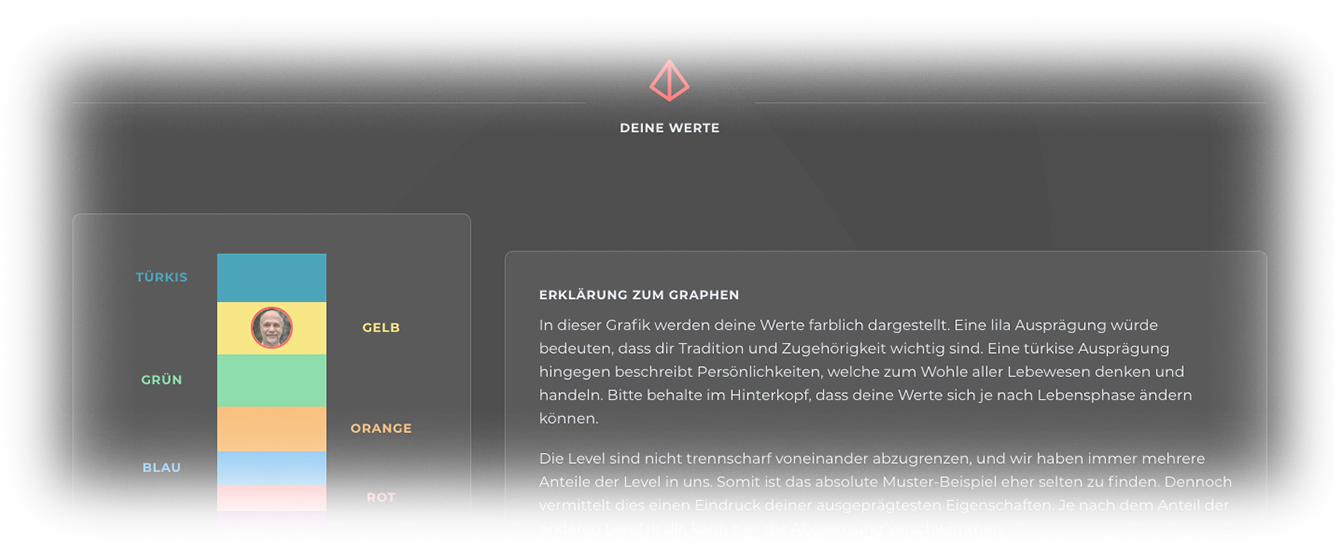 DEINE WERTE
TÜRKIS
GELB
GRÜN
ORANGE
BLAU
ROT
ERKLÄRUNG ZUM GRAPHEN
In dieser Grafik werden deine Werte farblich dargestellt. Eine lila Ausprägung würde
bedeuten, dass dir Tradition und Zugehörigkeit wichtig sind. Eine türkise Ausprägung
hingegen beschreibt Persönlichkeiten, welche zum Wohle aller Lebewesen denken und
handeln. Bitte behalte im Hinterkopf, dass deine Werte sich je nach Lebensphase ändern
können.
Die Level sind nicht trennscharf voneinander abzugrenzen, und wir haben immer mehrere
Anteile der Level in uns. Somit ist das absolute Muster-Beispiel eher selten zu finden. Dennoch
vermittelt dies einen Eindruck deiner ausgeprägtesten Eigenschaften. Je nach dem Anteil der